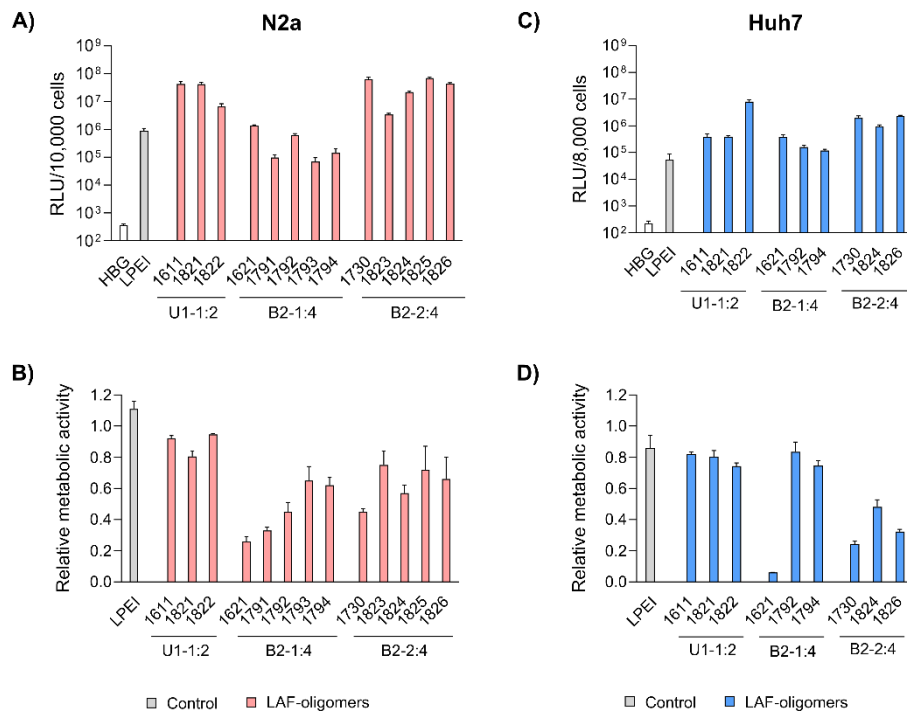 A)
N2a
RLU/10,000 cells
10⁹
10⁸
10⁷
10⁶
10⁵
10⁴
10³
10²
HBG LPEI 1611 1821 1822 1621 1791 1792 1793 1794 1730 1823 1824 1825 1826
U1-1:2 B2-1:4 B2-2:4
C)
Huh7
RLU/8,000 cells
10⁹
10⁸
10⁷
10⁶
10⁵
10⁴
10³
10²
HBG LPEI 1611 1821 1822 1621 1792 1794 1730 1824 1826
U1-1:2 B2-1:4 B2-2:4
B)
Relative metabolic activity
1.2
1.0
0.8
0.6
0.4
0.2
0.0
LPEI 1611 1821 1822 1621 1791 1792 1793 1794 1730 1823 1824 1825 1826
U1-1:2 B2-1:4 B2-2:4
Control LAF-oligomers
D)
Relative metabolic activity
1.2
1.0
0.8
0.6
0.4
0.2
0.0
LPEI 1611 1821 1822 1621 1792 1794 1730 1824 1826
U1-1:2 B2-1:4 B2-2:4
Control LAF-oligomers